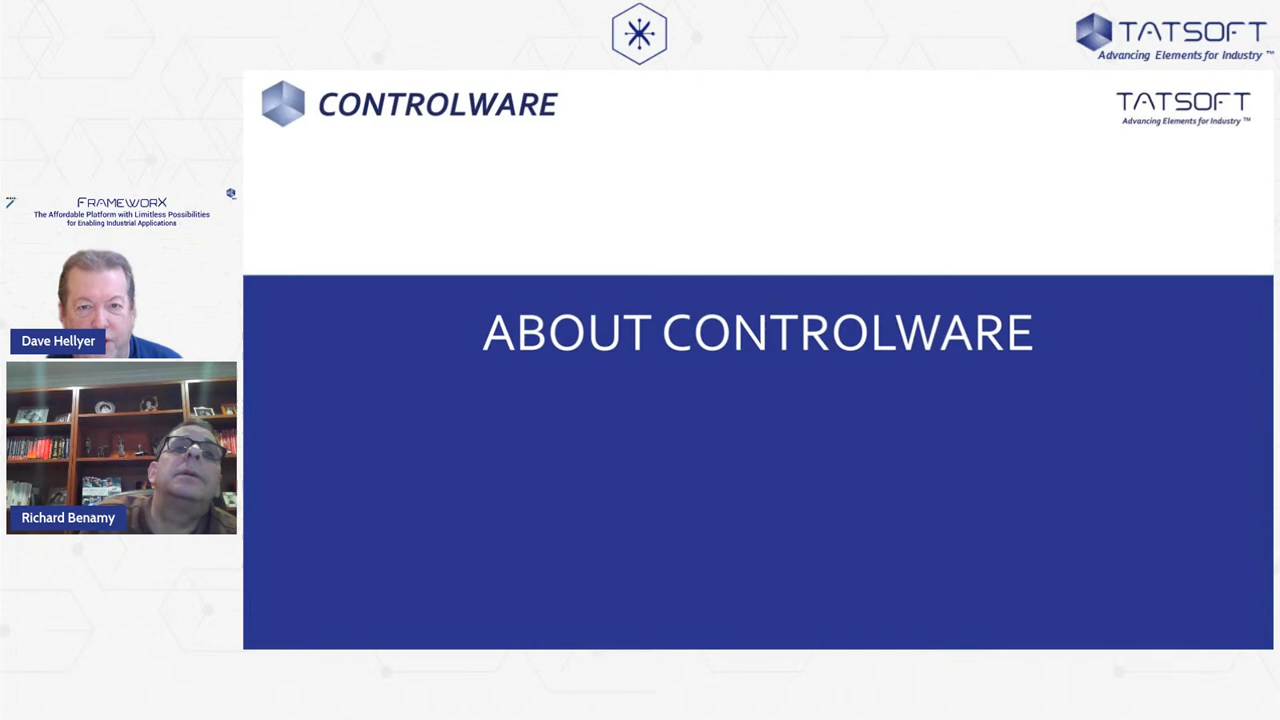 TATSOFT
Advancing Elements for Industry ™
CONTROLWARE
TATSOFT
Advancing Elements for Industry ™
FRAMEWORX
The Affordable Platform with Limitless Possibilities
for Enabling Industrial Applications
ABOUT CONTROLWARE
Dave Hellyer
Richard Benamy